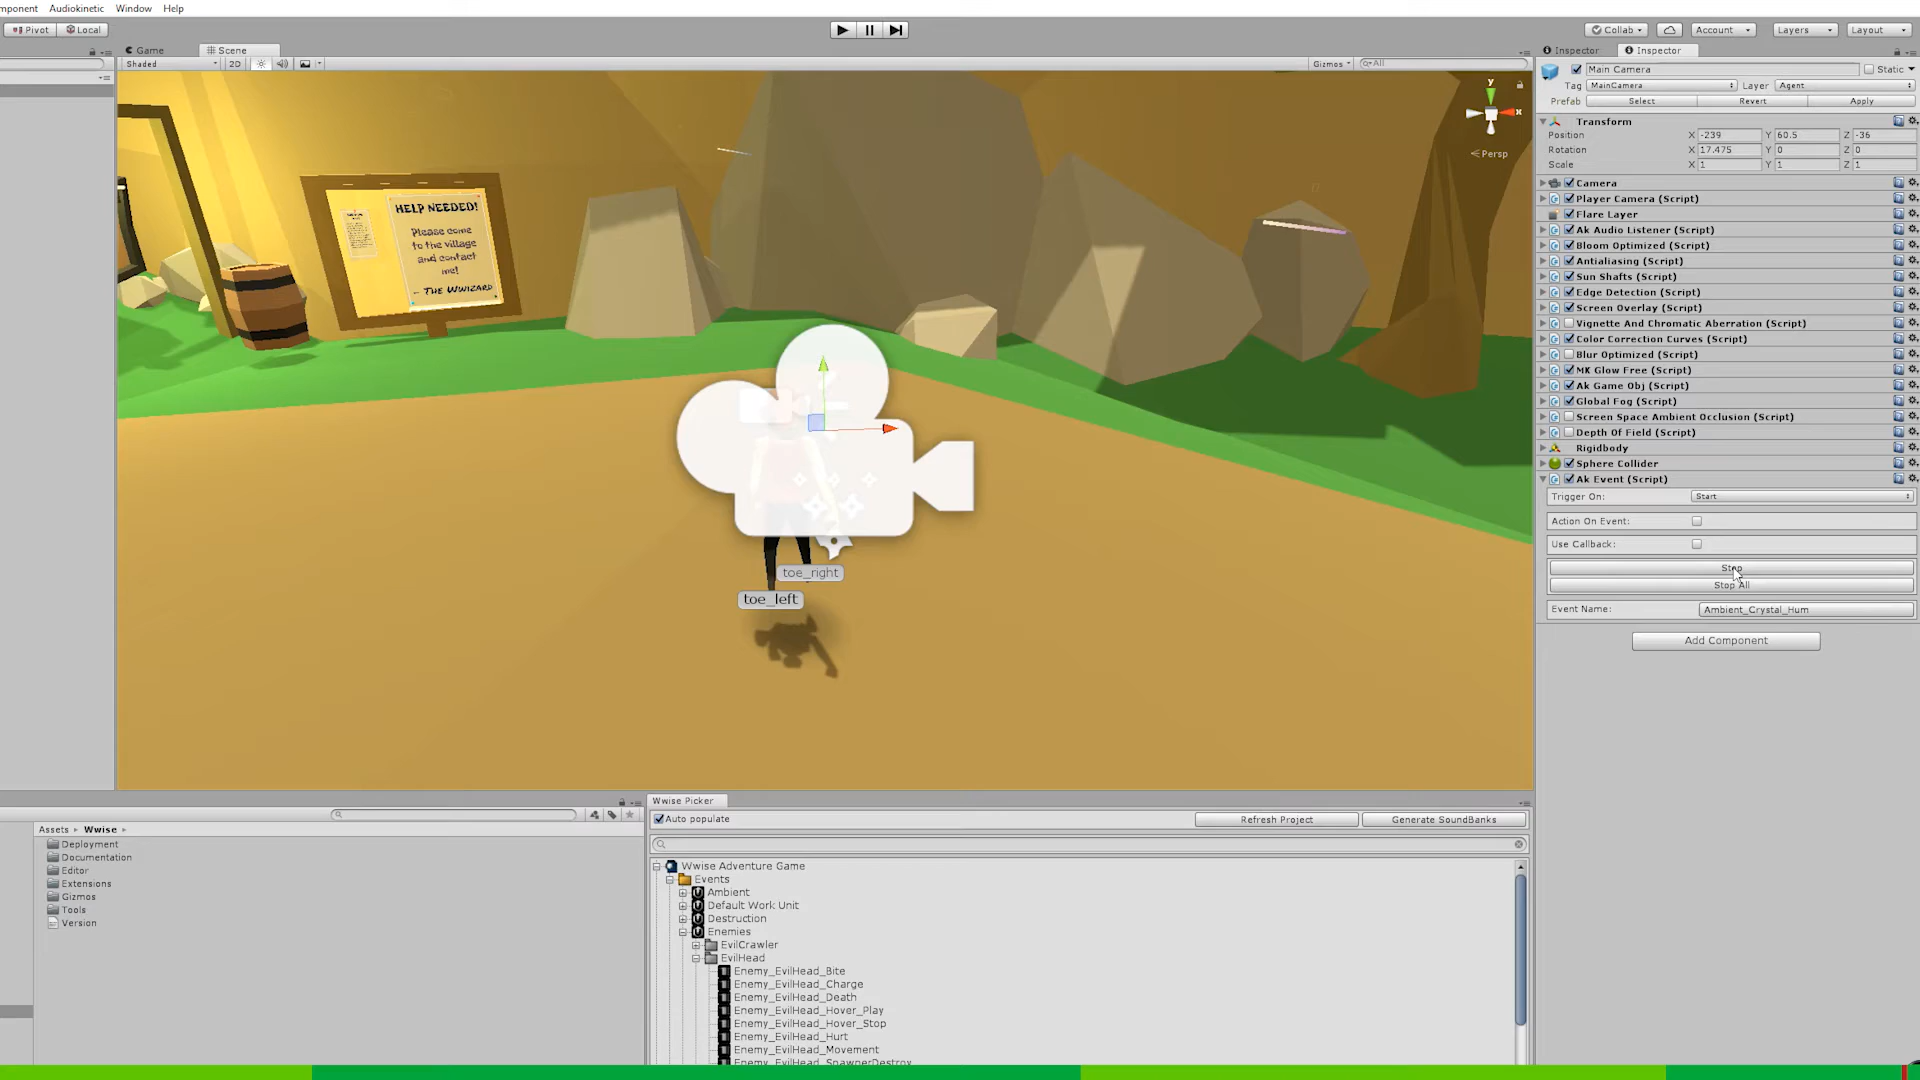 mponent Audiokinetic Window Help
Pivot Local Collab Account Layers Layout
Game Scene Inspector Inspector
Shaded 2D Gizmos All
Main Camera Static
Tag MainCamera Layer Agent
Prefab Select Revert Apply
Transform
Position X -239 Y 60.5 Z -36
Rotation X 17.475 Y 0 Z 0
Scale X 1 Y 1 Z 1
Camera
Player Camera (Script)
Flare Layer
Ak Audio Listener (Script)
Bloom Optimized (Script)
Antialiasing (Script)
Sun Shafts (Script)
Edge Detection (Script)
Screen Overlay (Script)
Vignette And Chromatic Aberration (Script)
Color Correction Curves (Script)
Blur Optimized (Script)
MK Glow Free (Script)
Ak Game Obj (Script)
Global Fog (Script)
Screen Space Ambient Occlusion (Script)
Depth Of Field (Script)
Rigidbody
Sphere Collider
Ak Event (Script)
Trigger On: Start
Action On Event:
Use Callback:
Stop
Stop All
Event Name: Ambient_Crystal_Hum
Add Component
y
x
Persp
HELP NEEDED!
Please come
to the village
and contact
me!
- THE WWIZARD
toe_right
toe_left
Assets Wwise
Deployment
Documentation
Editor
Extensions
Gizmos
Tools
Version
Wwise Picker
Auto populate Refresh Project Generate SoundBanks
Wwise Adventure Game
Events
Ambient
Default Work Unit
Destruction
Enemies
EvilCrawler
EvilHead
Enemy_EvilHead_Bite
Enemy_EvilHead_Charge
Enemy_EvilHead_Death
Enemy_EvilHead_Hover_Play
Enemy_EvilHead_Hover_Stop
Enemy_EvilHead_Hurt
Enemy_EvilHead_Movement
Enemy_EvilHead_SpawnerDestroy